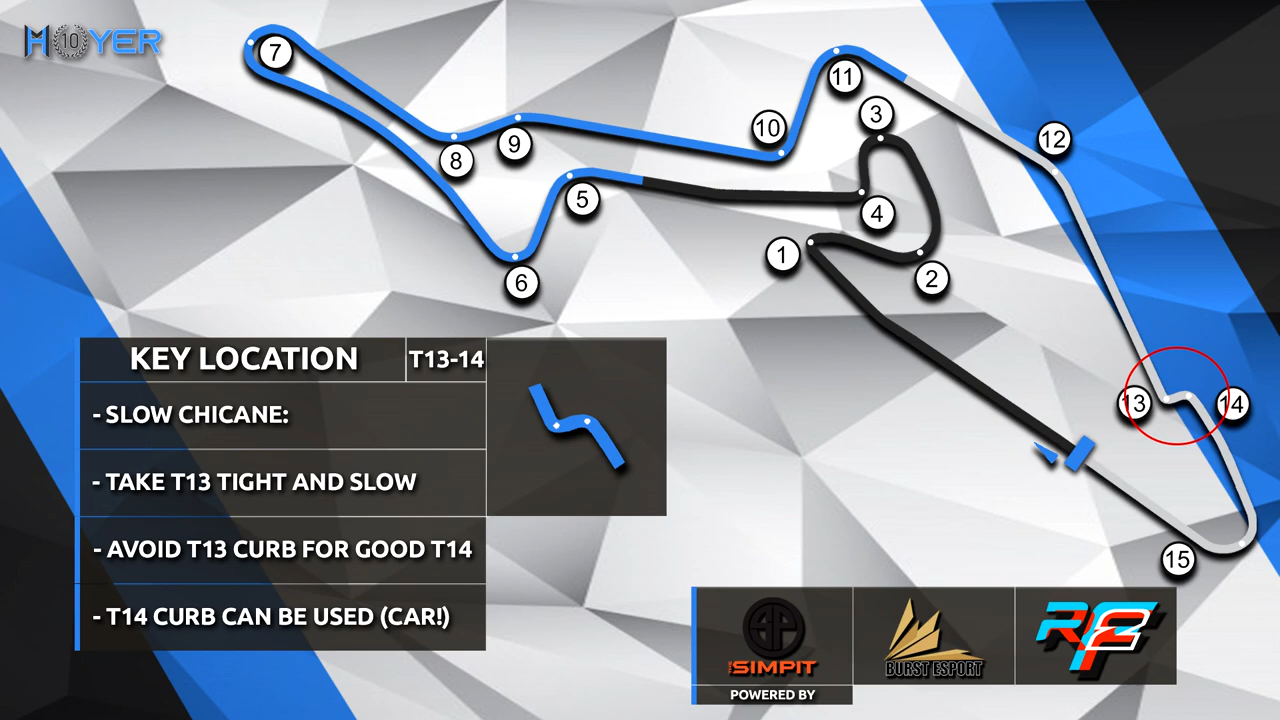 M10YER
7
11
3
10
12
9
8
5
4
1
6
2
KEY LOCATION T13-14
- SLOW CHICANE:
- TAKE T13 TIGHT AND SLOW
- AVOID T13 CURB FOR GOOD T14
- T14 CURB CAN BE USED (CAR!)
13
14
15
SIMPIT
BURST ESPORT
RF2
POWERED BY